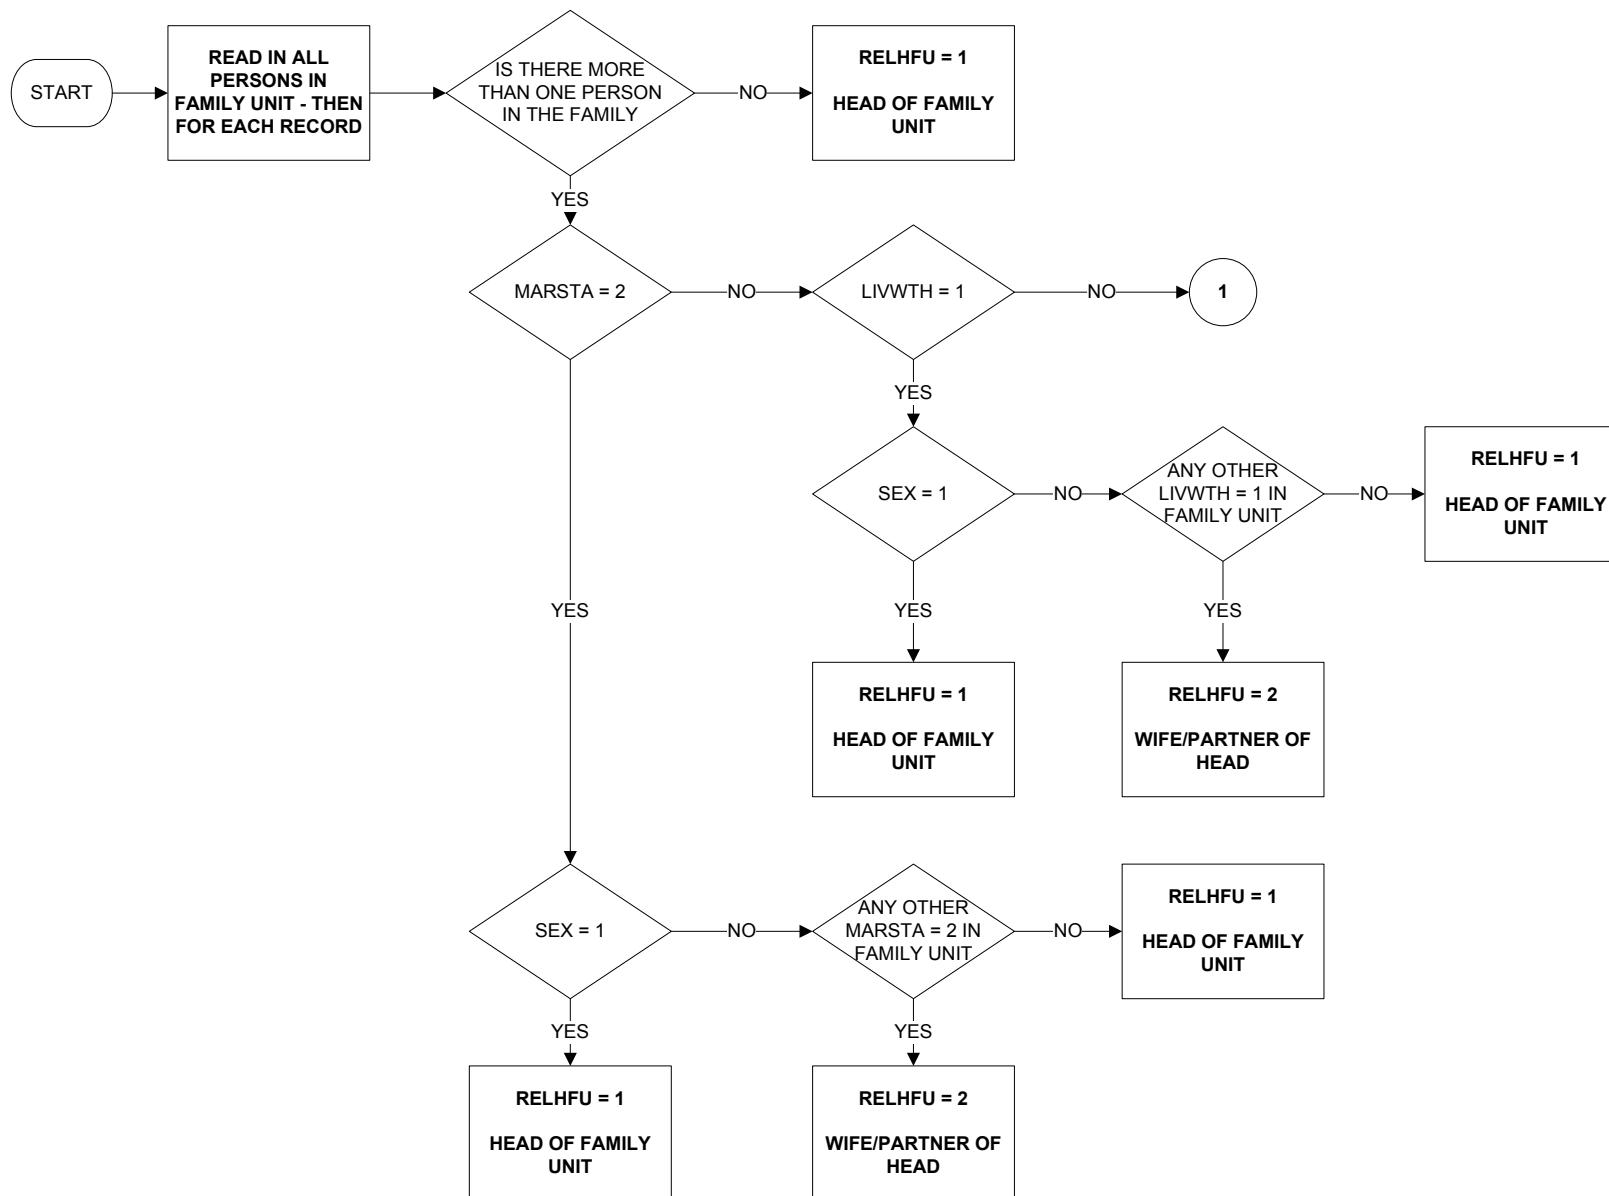 START
READ IN ALL
PERSONS IN
FAMILY UNIT - THEN
FOR EACH RECORD
IS THERE MORE
THAN ONE PERSON
IN THE FAMILY
NO
RELHFU = 1
HEAD OF FAMILY
UNIT
YES
MARSTA = 2
NO
LIVWTH = 1
NO
1
YES
SEX = 1
NO
ANY OTHER
LIVWTH = 1 IN
FAMILY UNIT
NO
RELHFU = 1
HEAD OF FAMILY
UNIT
YES
YES
YES
RELHFU = 1
HEAD OF FAMILY
UNIT
RELHFU = 2
WIFE/PARTNER OF
HEAD
SEX = 1
NO
ANY OTHER
MARSTA = 2 IN
FAMILY UNIT
NO
RELHFU = 1
HEAD OF FAMILY
UNIT
YES
YES
RELHFU = 1
HEAD OF FAMILY
UNIT
RELHFU = 2
WIFE/PARTNER OF
HEAD